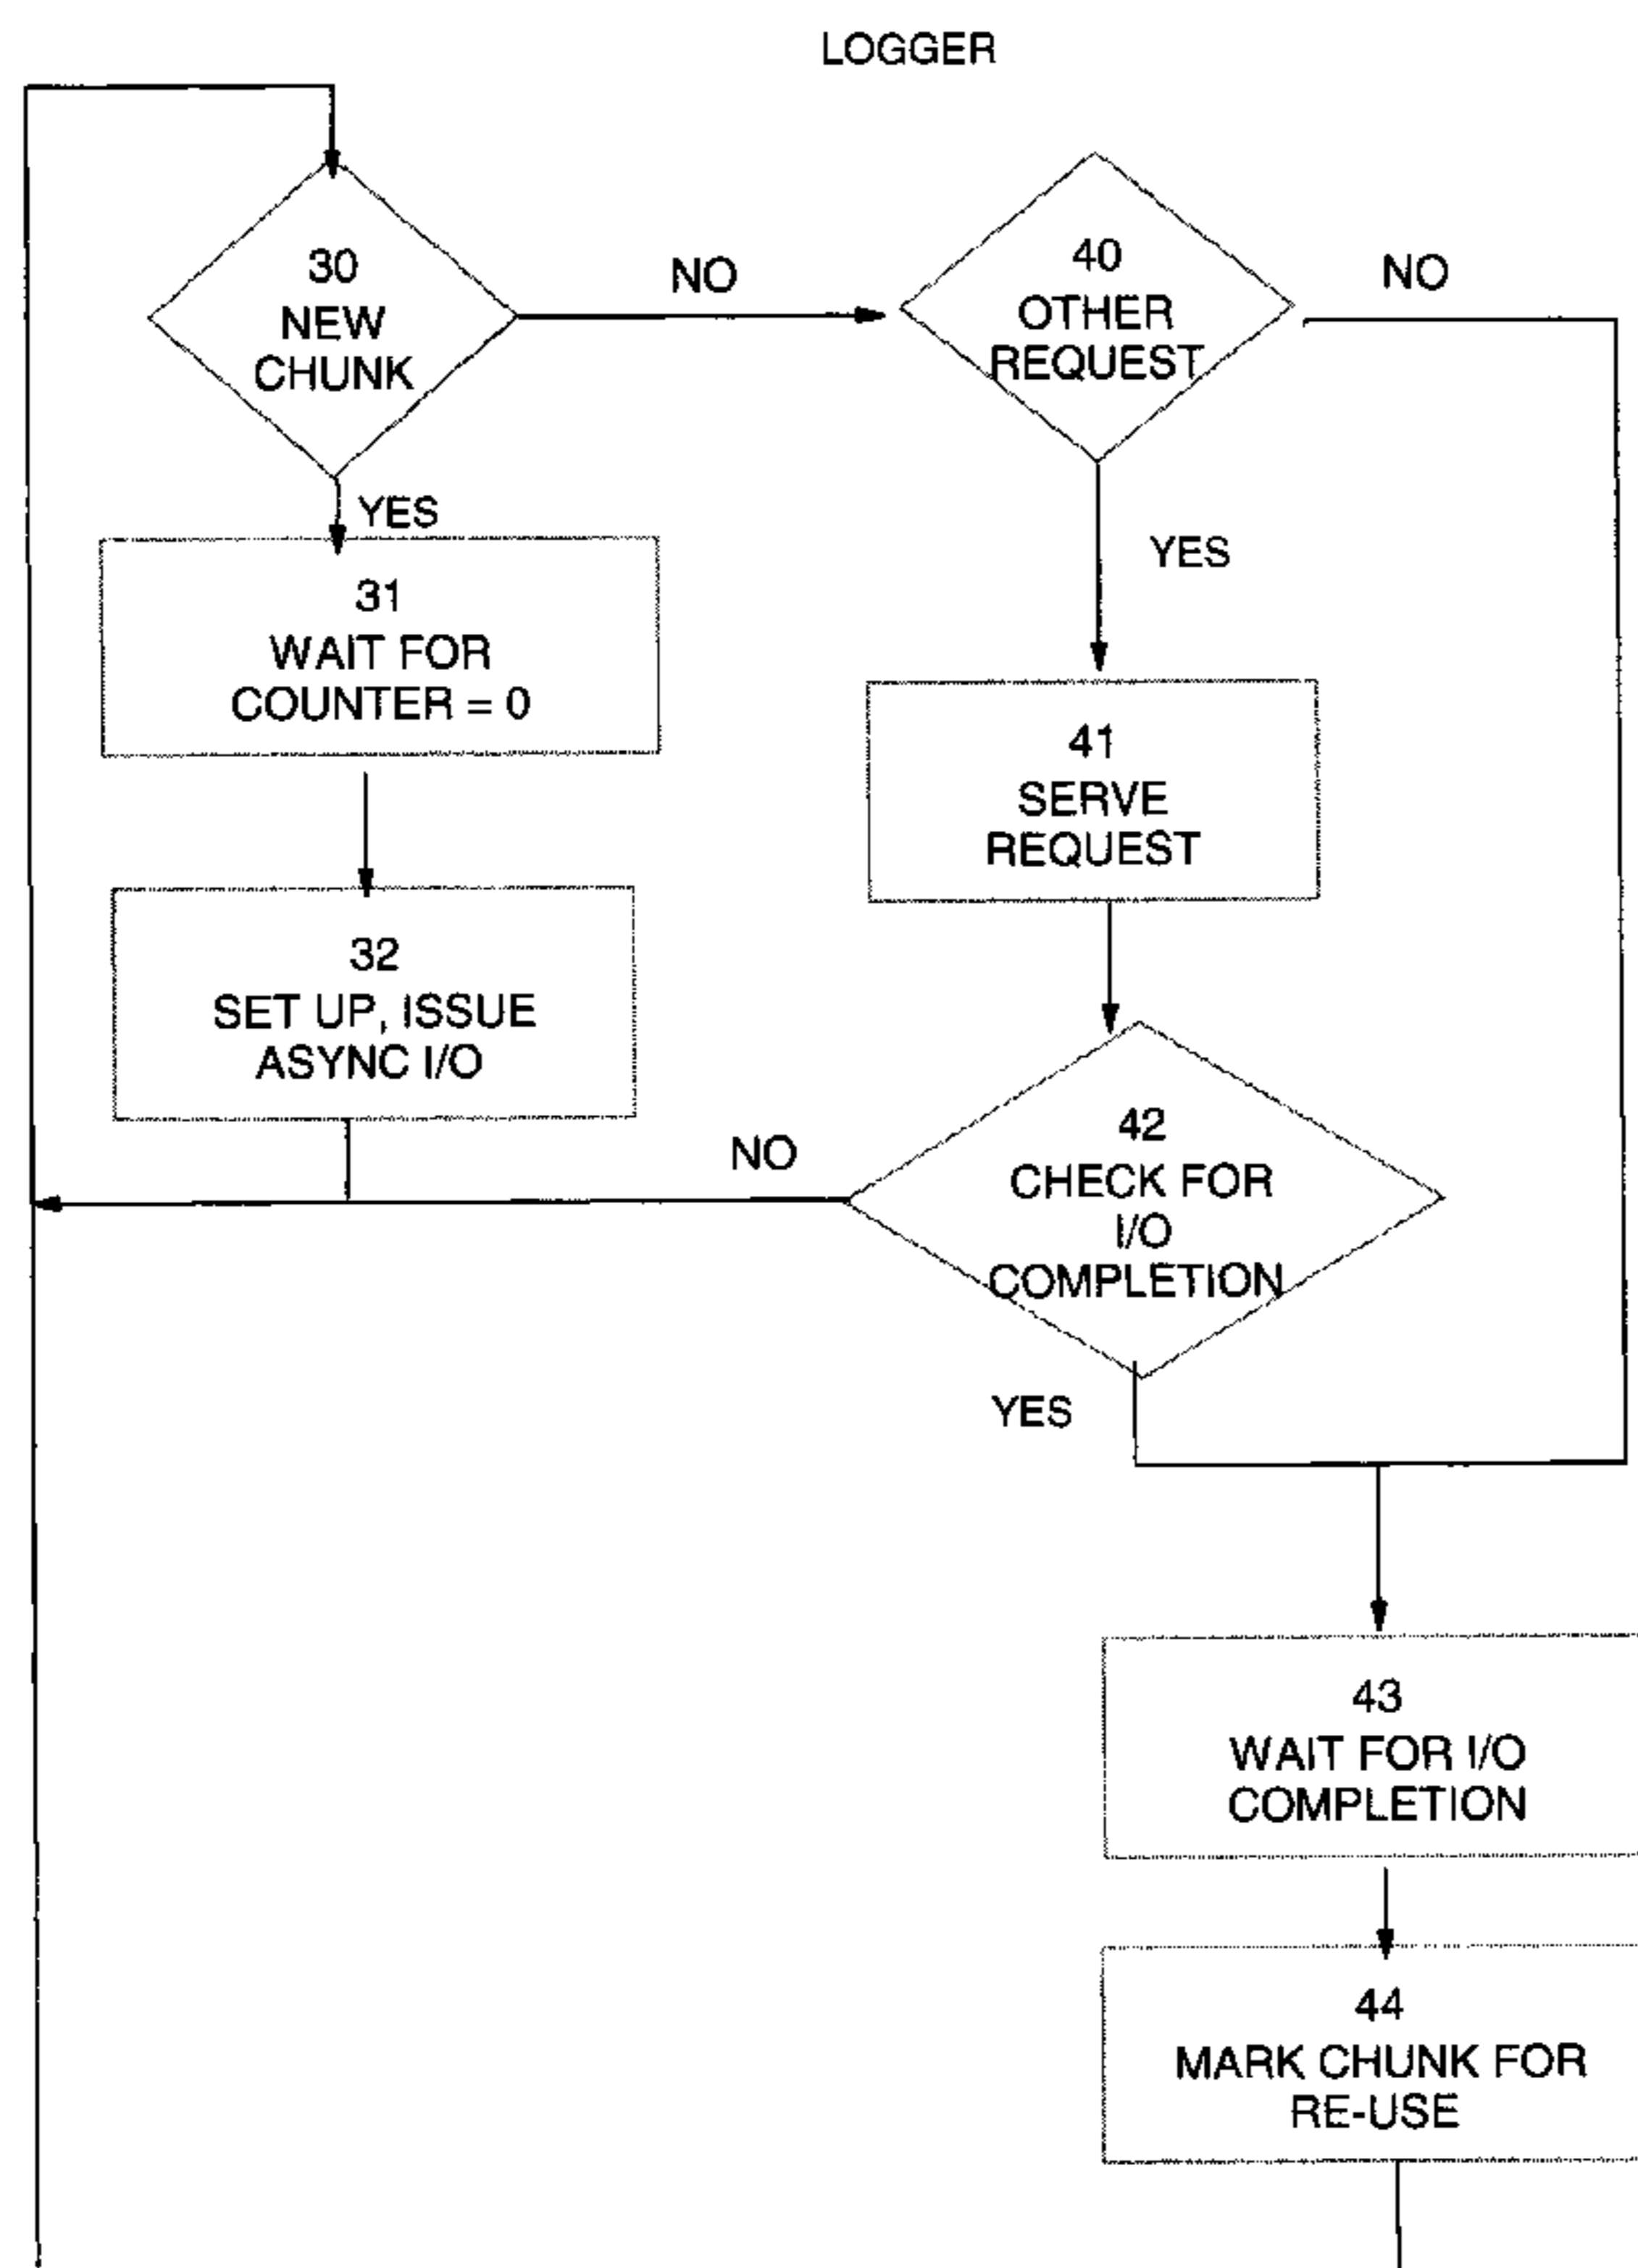 LOGGER
30
NEW
CHUNK
NO
40
OTHER
REQUEST
NO
YES
31
WAIT FOR
COUNTER = 0
YES
41
SERVE
REQUEST
32
SET UP, ISSUE
ASYNC I/O
NO
42
CHECK FOR
I/O
COMPLETION
YES
43
WAIT FOR I/O
COMPLETION
44
MARK CHUNK FOR
RE-USE